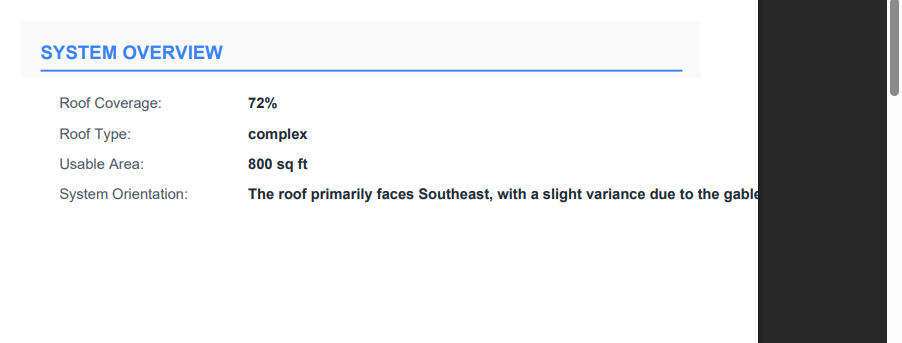 SYSTEM OVERVIEW
Roof Coverage: 72%
Roof Type: complex
Usable Area: 800 sq ft
System Orientation: The roof primarily faces Southeast, with a slight variance due to the gable